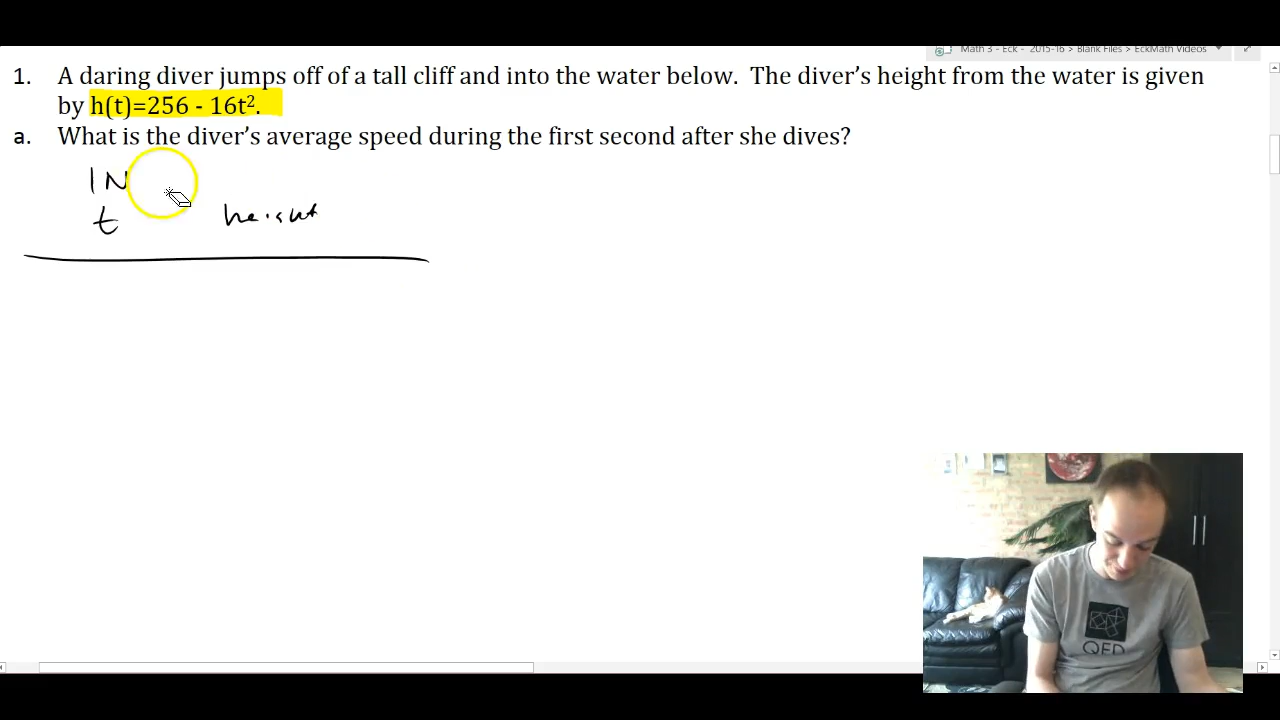 Math 3 - Eck - 2015-16 > Blank Files > EckMath Videos
1. A daring diver jumps off of a tall cliff and into the water below. The diver's height from the water is given
by h(t)=256 - 16t².
a. What is the diver's average speed during the first second after she dives?
IN
t height
QED